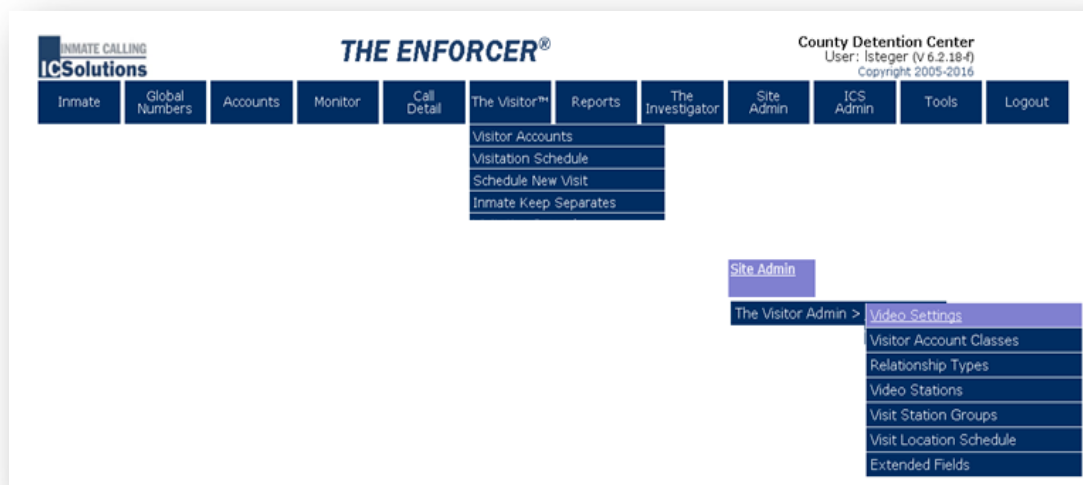 INMATE CALLING
ICSolutions
THE ENFORCER®
County Detention Center
User: lsteger (V 6.2.18-f)
Copyright 2005-2016
Inmate
Global Numbers
Accounts
Monitor
Call Detail
The Visitor™
Reports
The Investigator
Site Admin
ICS Admin
Tools
Logout
Visitor Accounts
Visitation Schedule
Schedule New Visit
Inmate Keep Separates
Site Admin
The Visitor Admin >
Video Settings
Visitor Account Classes
Relationship Types
Video Stations
Visit Station Groups
Visit Location Schedule
Extended Fields